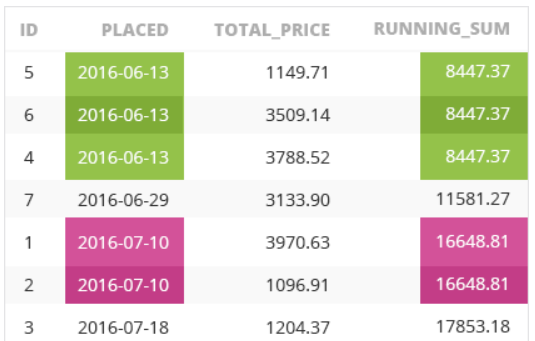 ID PLACED TOTAL_PRICE RUNNING_SUM
5 2016-06-13 1149.71 8447.37
6 2016-06-13 3509.14 8447.37
4 2016-06-13 3788.52 8447.37
7 2016-06-29 3133.90 11581.27
1 2016-07-10 3970.63 16648.81
2 2016-07-10 1096.91 16648.81
3 2016-07-18 1204.37 17853.18